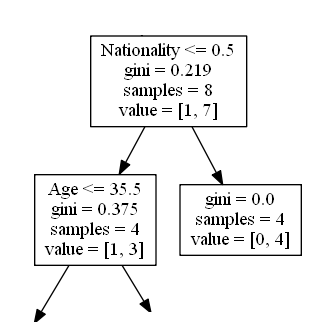 Nationality <= 0.5
gini = 0.219
samples = 8
value = [1, 7]
Age <= 35.5
gini = 0.375
samples = 4
value = [1, 3]
gini = 0.0
samples = 4
value = [0, 4]